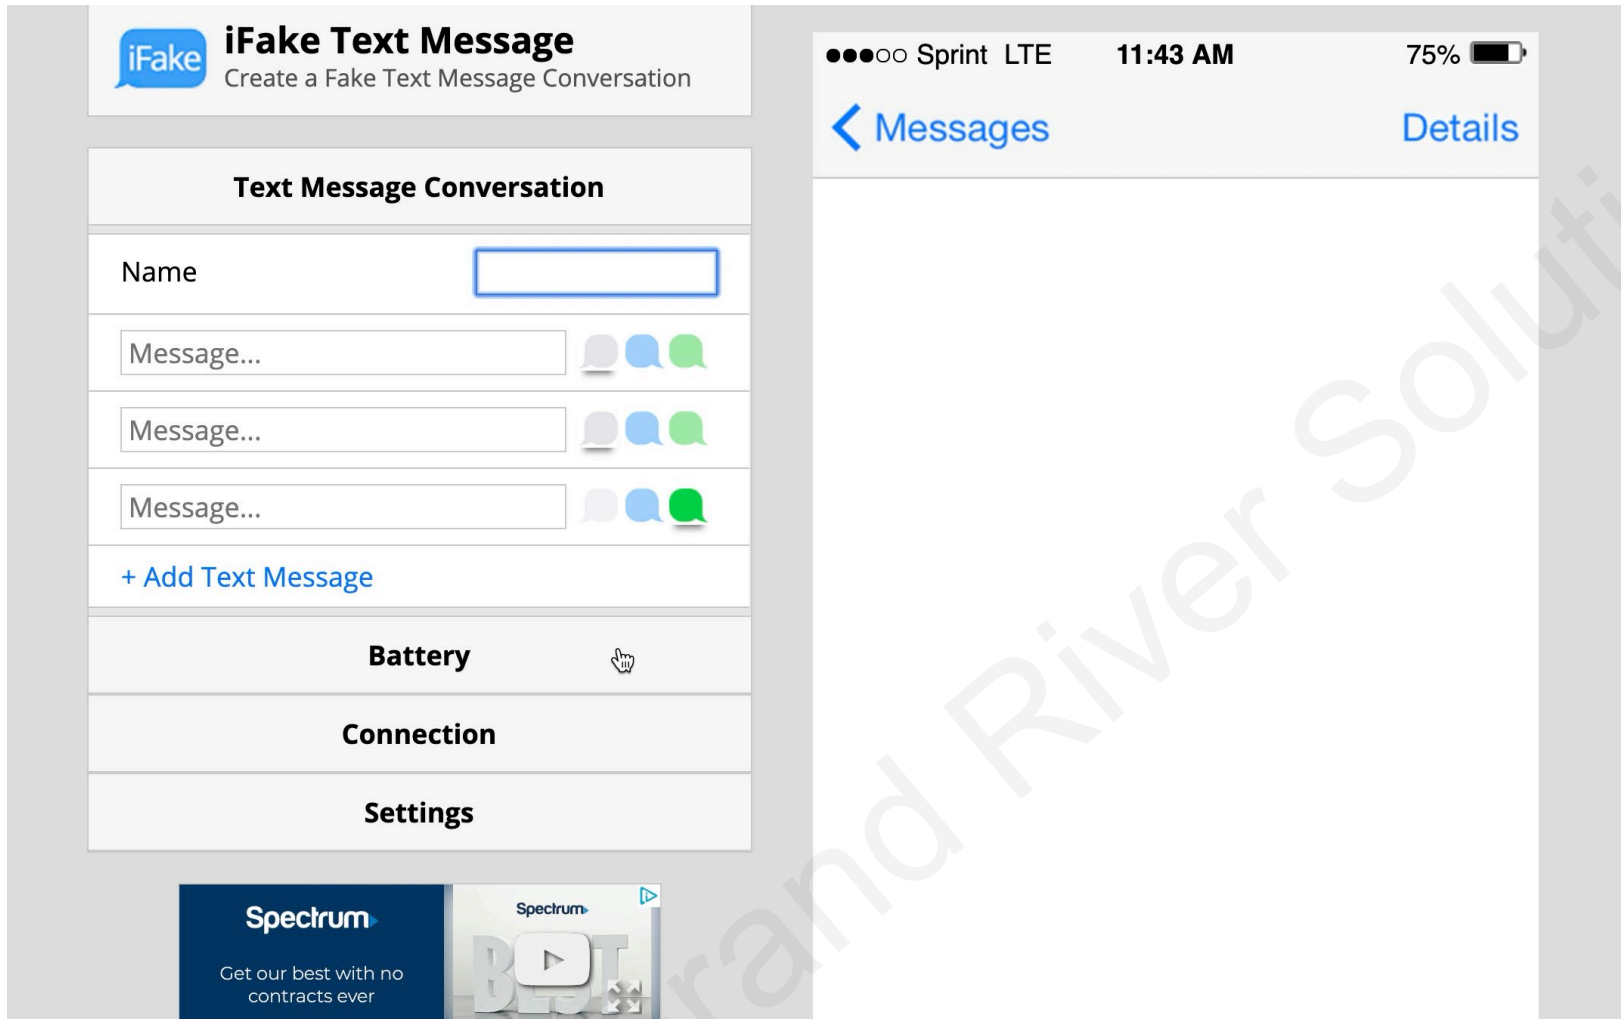 iFake
iFake Text Message
Create a Fake Text Message Conversation
Text Message Conversation
Name
Message...
Message...
Message...
+ Add Text Message
Battery
Connection
Settings
Spectrum
Get our best with no
contracts ever
Spectrum
BEST
Sprint LTE 11:43 AM 75%
Messages Details
rand River Soluti